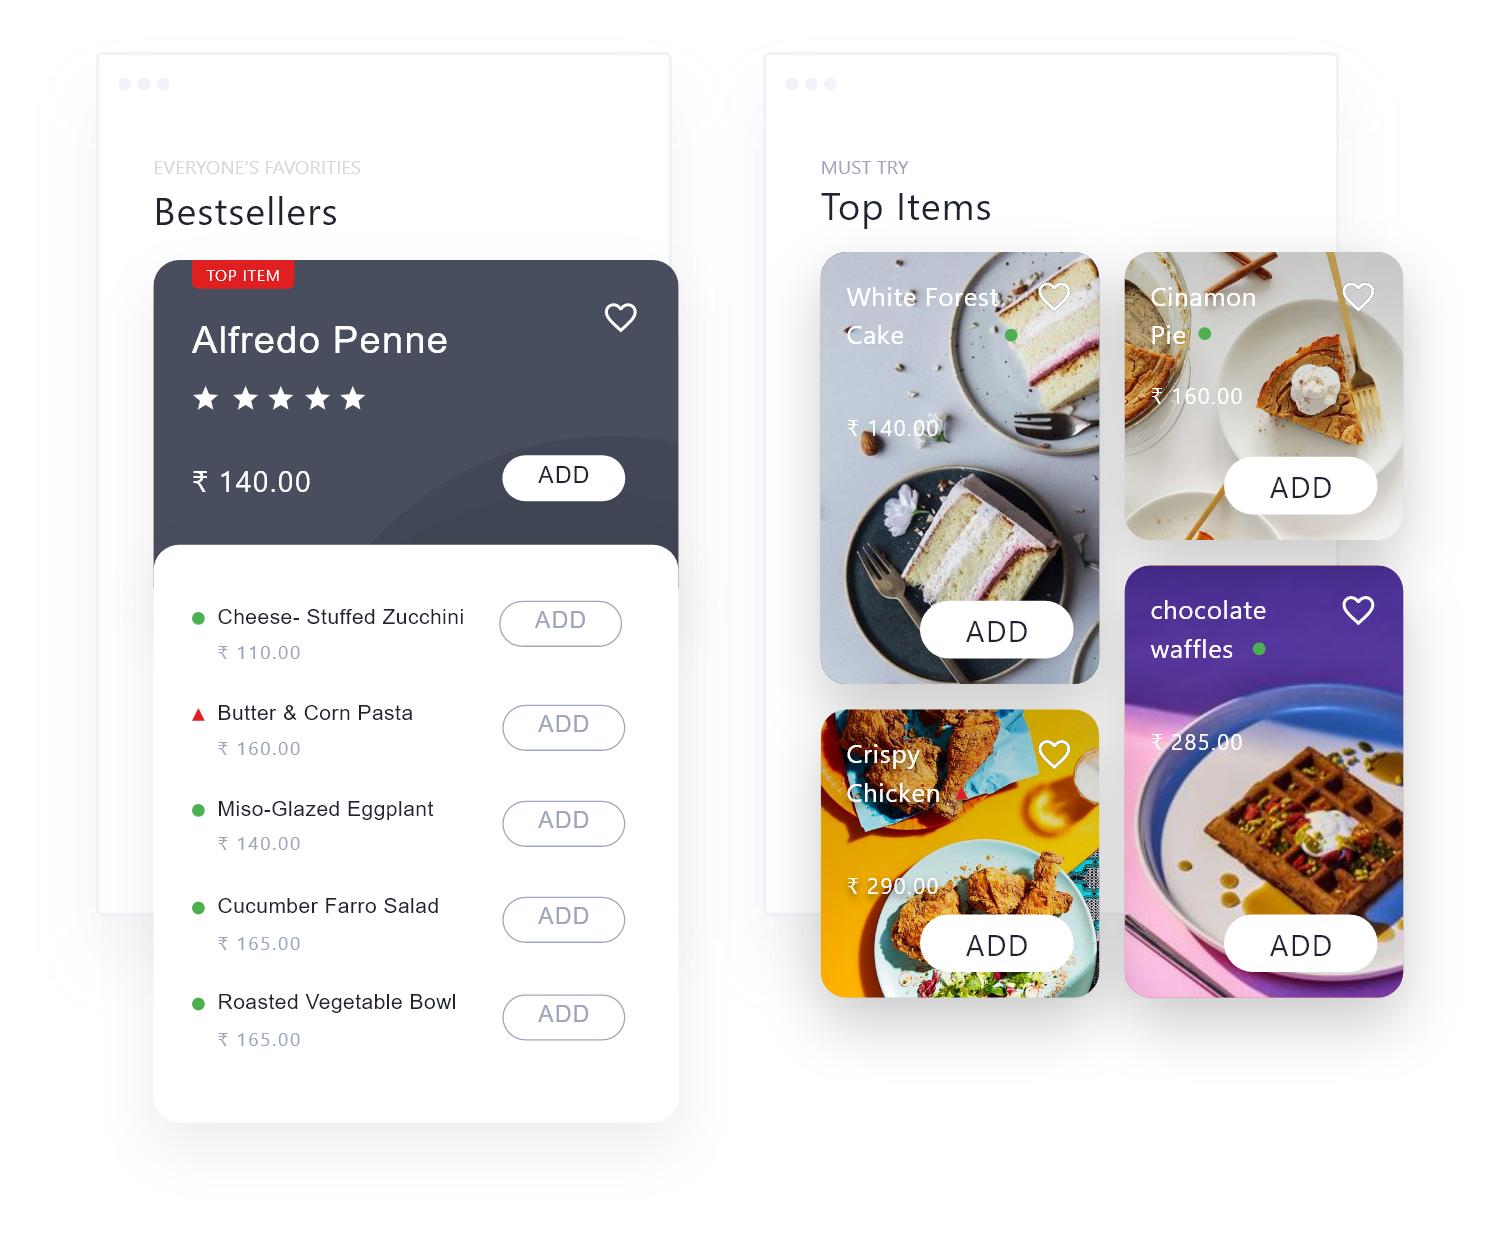 EVERYONE'S FAVORITIES
Bestsellers
TOP ITEM
Alfredo Penne
₹ 140.00
ADD
Cheese- Stuffed Zucchini
ADD
₹ 110.00
Butter & Corn Pasta
ADD
₹ 160.00
Miso-Glazed Eggplant
ADD
₹ 140.00
Cucumber Farro Salad
ADD
₹ 165.00
Roasted Vegetable Bowl
ADD
₹ 165.00
MUST TRY
Top Items
White Forest
Cake
₹ 140.00
ADD
Cinamon
Pie
₹ 160.00
ADD
Crispy
Chicken
₹ 290.00
ADD
chocolate
waffles
₹ 285.00
ADD